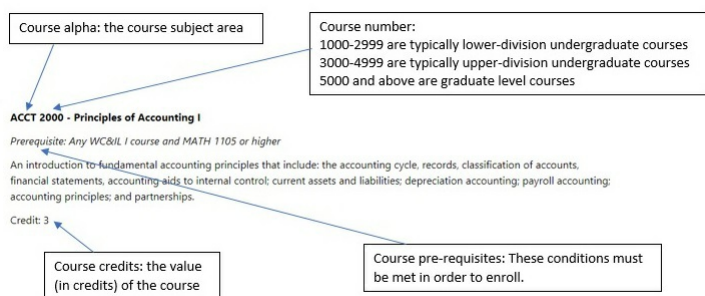 Course alpha: the course subject area
Course number:
1000-2999 are typically lower-division undergraduate courses
3000-4999 are typically upper-division undergraduate courses
5000 and above are graduate level courses
ACCT 2000 - Principles of Accounting I
Prerequisite: Any WC&IL I course and MATH 1105 or higher
An introduction to fundamental accounting principles that include: the accounting cycle, records, classification of accounts,
financial statements, accounting aids to internal control; current assets and liabilities; depreciation accounting; payroll accounting;
accounting principles; and partnerships.
Credit: 3
Course credits: the value
(in credits) of the course
Course pre-requisites: These conditions must
be met in order to enroll.